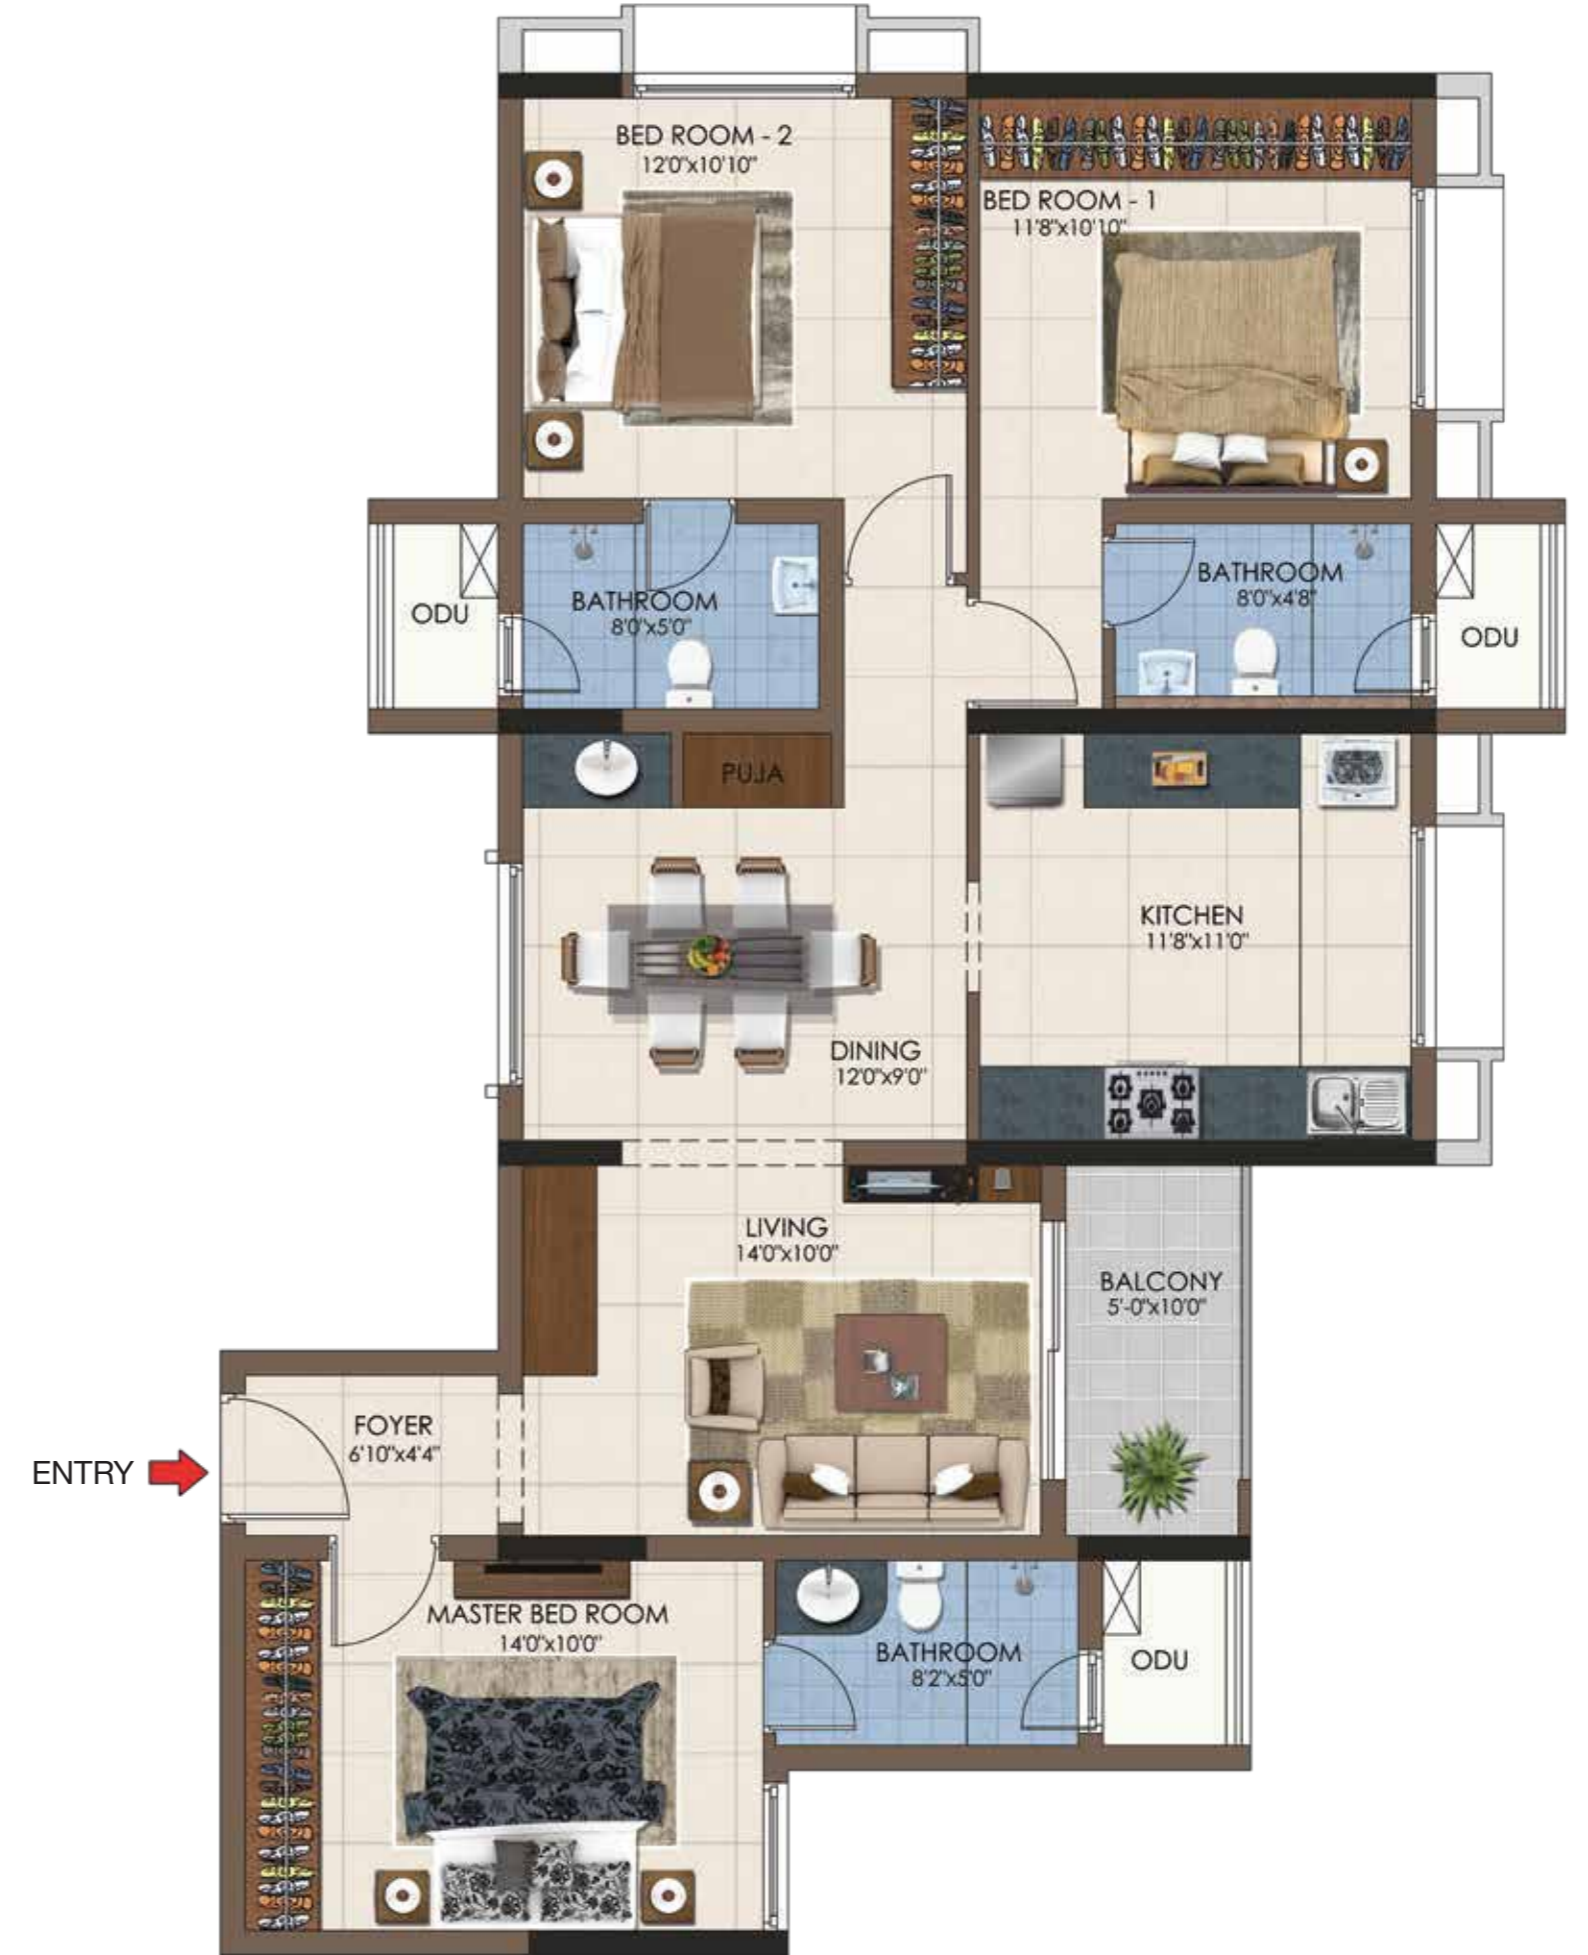 BED ROOM - 2
12'0"x10'10"
BED ROOM - 1
11'8"x10'10"
ODU
BATHROOM
8'0"x5'0"
BATHROOM
8'0"x4'8"
ODU
PUJA
KITCHEN
11'8"x11'0"
DINING
12'0"x9'0"
LIVING
14'0"x10'0"
BALCONY
5'-0"x10'0"
FOYER
6'10"x4'4"
ENTRY
MASTER BED ROOM
14'0"x10'0"
BATHROOM
8'2"x5'0"
ODU